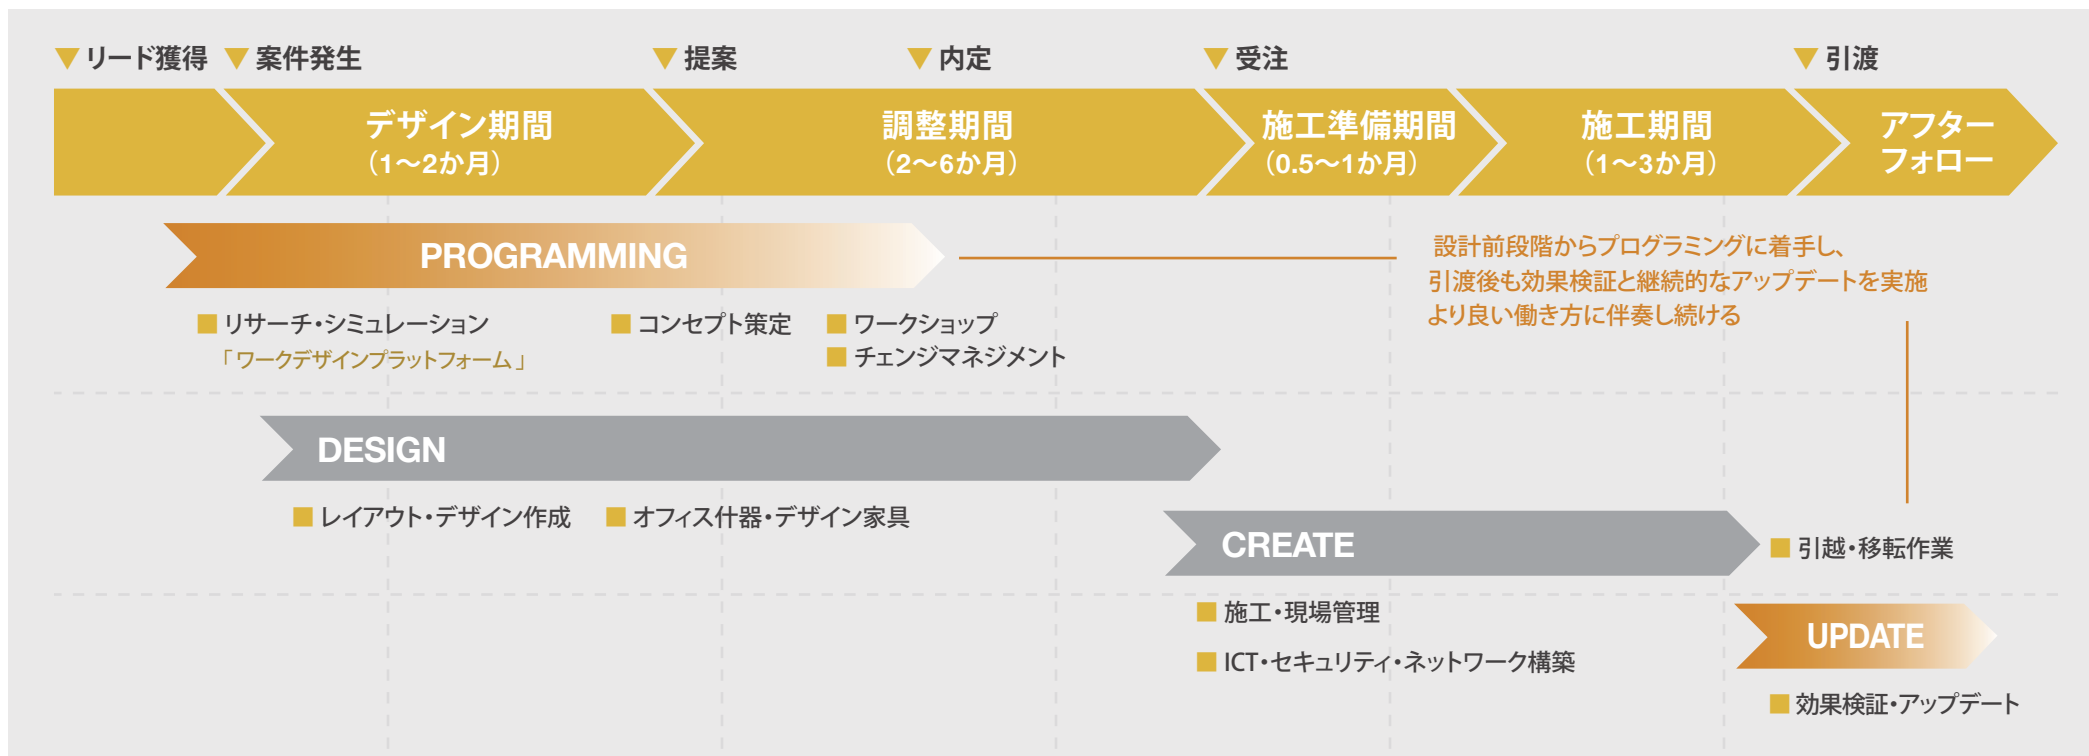 ▼ リード獲得 ▼ 案件発生 ▼ 提案 ▼ 内定 ▼ 受注 ▼ 引渡
デザイン期間
（1〜2か月）
調整期間
（2〜6か月）
施工準備期間
（0.5〜1か月）
施工期間
（1〜3か月）
アフター
フォロー
PROGRAMMING
設計前段階からプログラミングに着手し、
引渡後も効果検証と継続的なアップデートを実施
より良い働き方に伴奏し続ける
■ リサーチ・シミュレーション
「ワークデザインプラットフォーム」
■ コンセプト策定
■ ワークショップ
■ チェンジマネジメント
DESIGN
■ レイアウト・デザイン作成
■ オフィス什器・デザイン家具
CREATE
■ 引越・移転作業
■ 施工・現場管理
■ ICT・セキュリティ・ネットワーク構築
UPDATE
■ 効果検証・アップデート